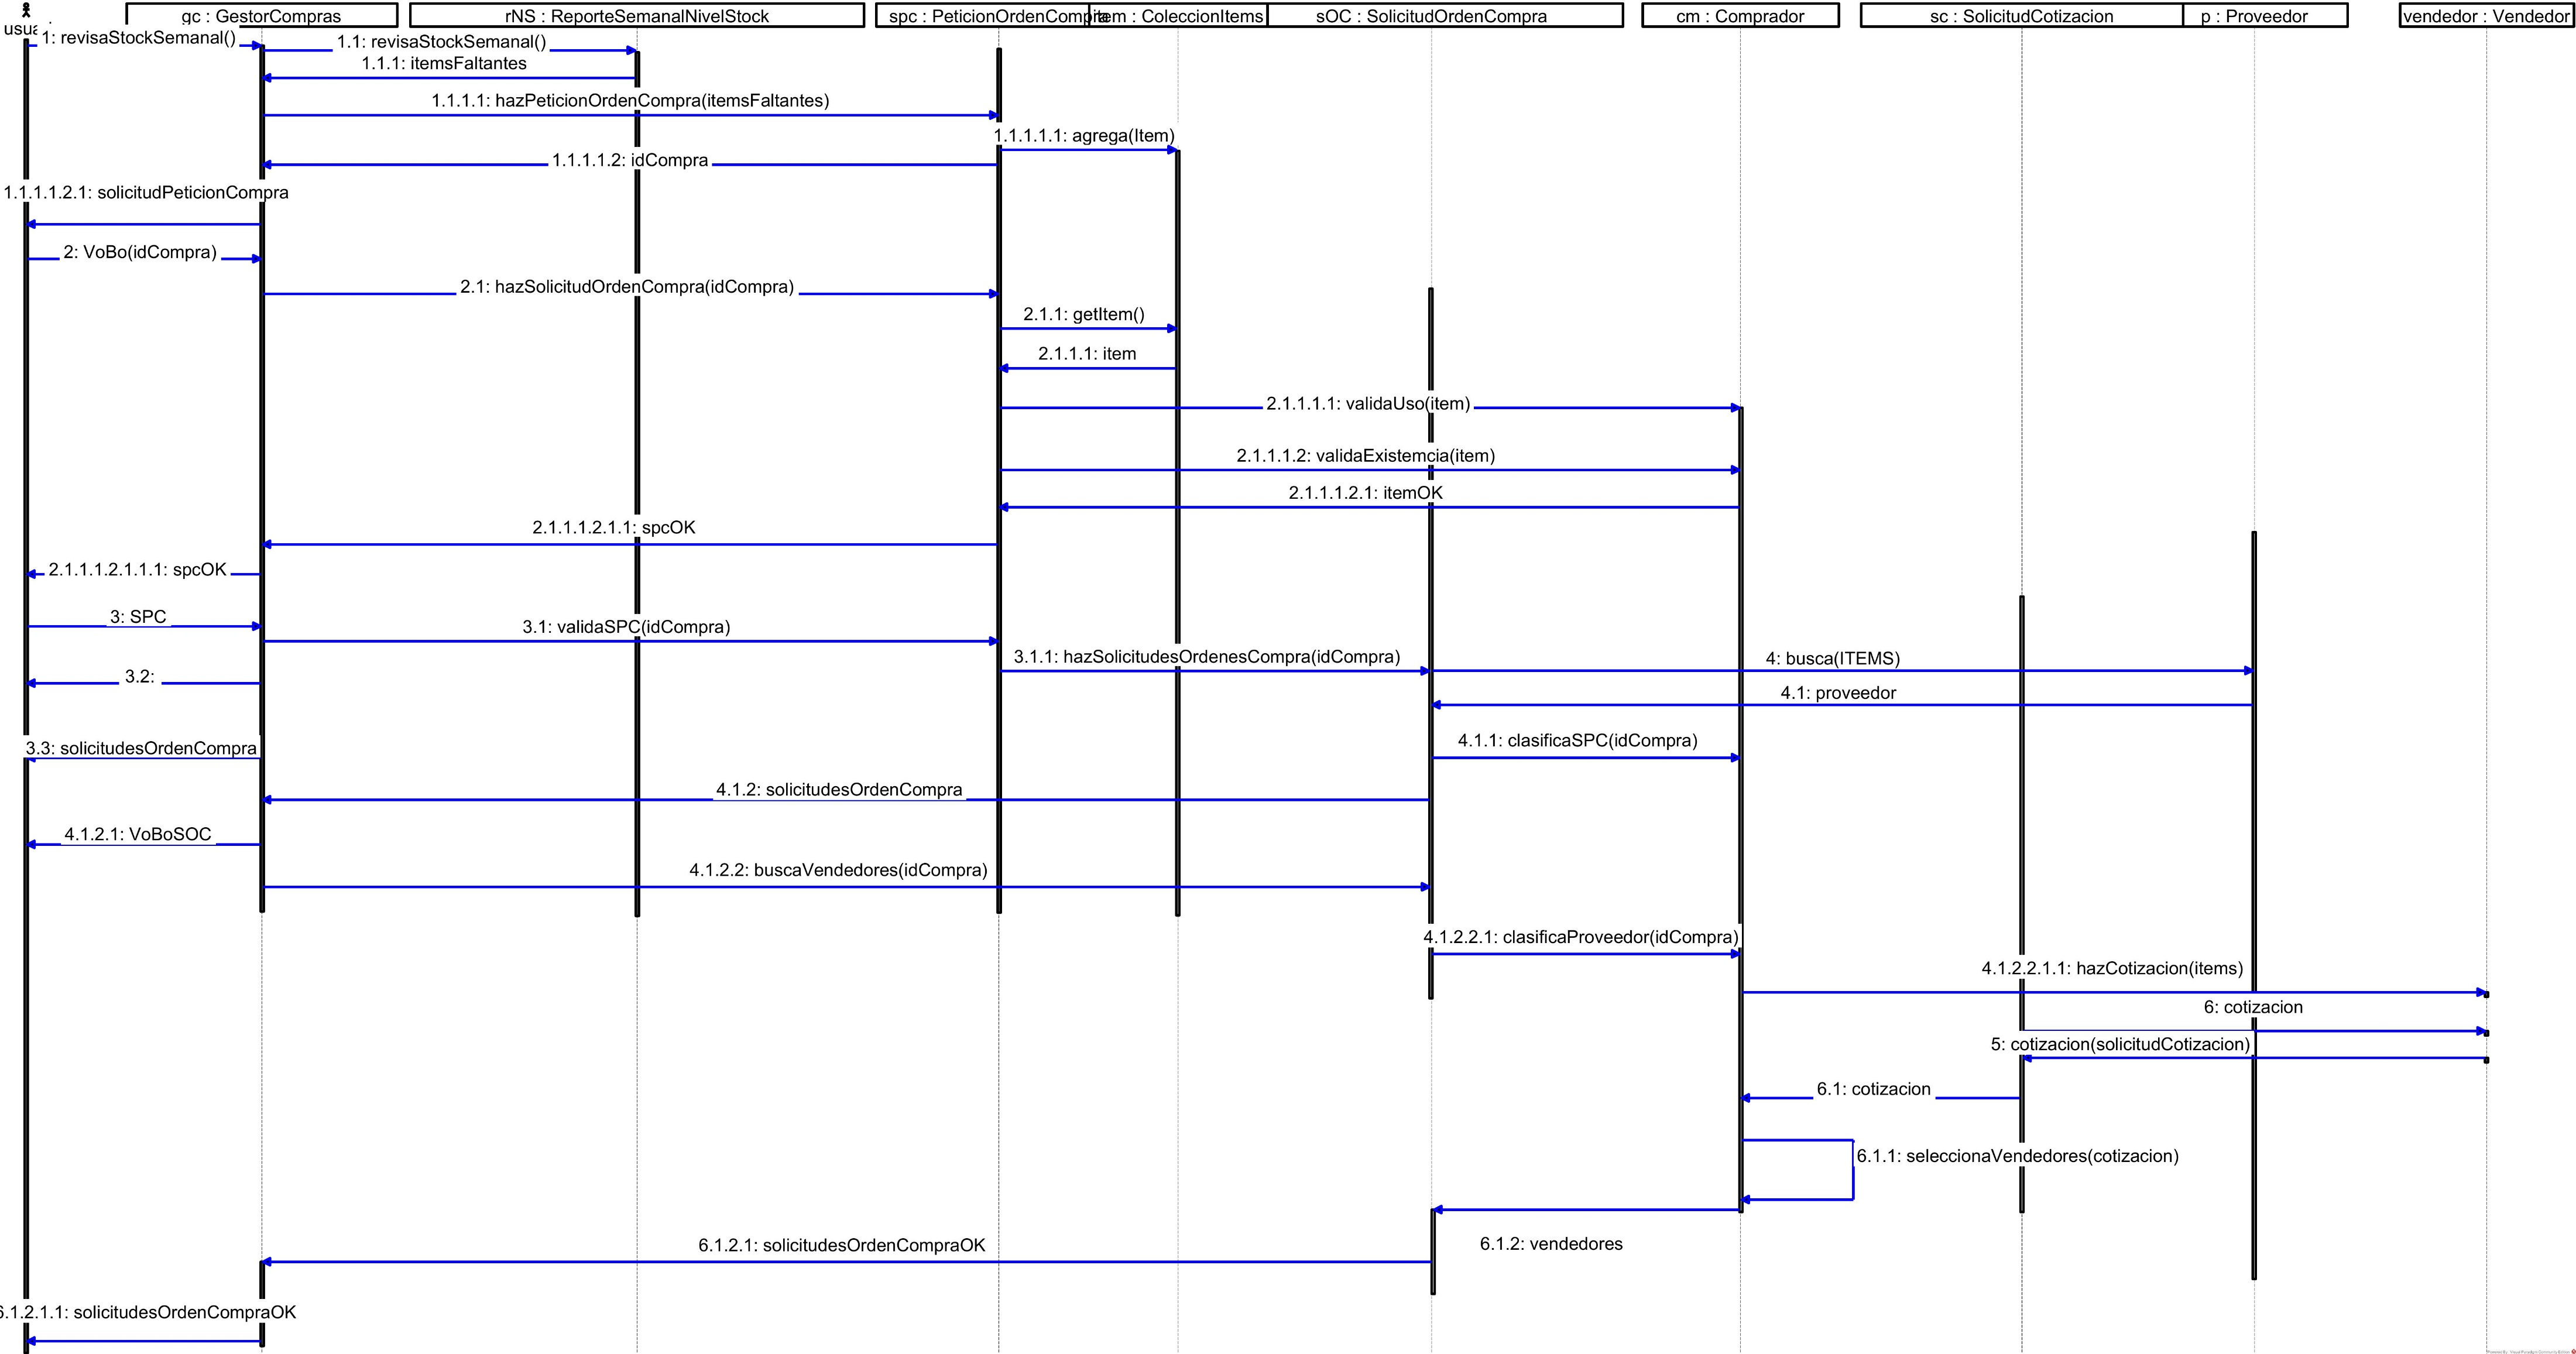 gc : GestorCompras
rNS : ReporteSemanalNivelStock
spc : PeticionOrdenCompra
item : ColeccionItems
sOC : SolicitudOrdenCompra
cm : Comprador
sc : SolicitudCotizacion
p : Proveedor
vendedor : Vendedor
1: revisaStockSemanal()
1.1: revisaStockSemanal()
1.1.1: itemsFaltantes
1.1.1.1: hazPeticionOrdenCompra(itemsFaltantes)
1.1.1.1.1: agrega(Item)
1.1.1.1.2: idCompra
1.1.1.1.2.1: solicitudPeticionCompra
2: VoBo(idCompra)
2.1: hazSolicitudOrdenCompra(idCompra)
2.1.1: getItem()
2.1.1.1: item
2.1.1.1.1: validaUso(item)
2.1.1.1.2: validaExistemcia(item)
2.1.1.1.2.1: itemOK
2.1.1.1.2.1.1: spcOK
2.1.1.1.2.1.1.1: spcOK
3: SPC
3.1: validaSPC(idCompra)
3.1.1: hazSolicitudesOrdenesCompra(idCompra)
4: busca(ITEMS)
3.2:
4.1: proveedor
3.3: solicitudesOrdenCompra
4.1.1: clasificaSPC(idCompra)
4.1.2: solicitudesOrdenCompra
4.1.2.1: VoBoSOC
4.1.2.2: buscaVendedores(idCompra)
4.1.2.2.1: clasificaProveedor(idCompra)
4.1.2.2.1.1: hazCotizacion(items)
6: cotizacion
5: cotizacion(solicitudCotizacion)
6.1: cotizacion
6.1.1: seleccionaVendedores(cotizacion)
6.1.2.1: solicitudesOrdenCompraOK
6.1.2: vendedores
6.1.2.1.1: solicitudesOrdenCompraOK